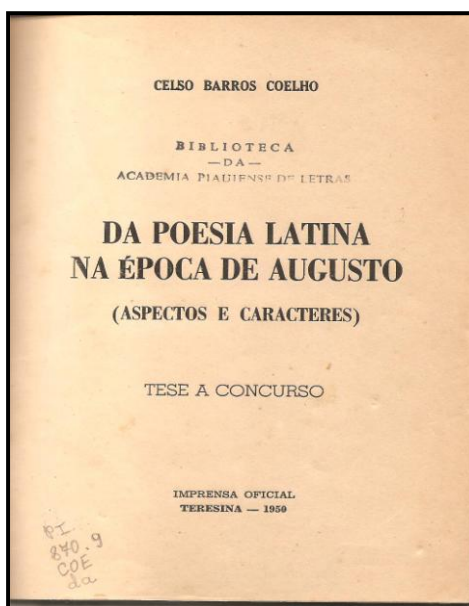 CELSO BARROS COELHO
BIBLIOTECA
—DA—
ACADEMIA PIAUIENSE DE LETRAS
DA POESIA LATINA
NA ÉPOCA DE AUGUSTO
(ASPECTOS E CARACTERES)
TESE A CONCURSO
IMPRENSA OFICIAL
TERESINA — 1950
PI
870.9
COE
da